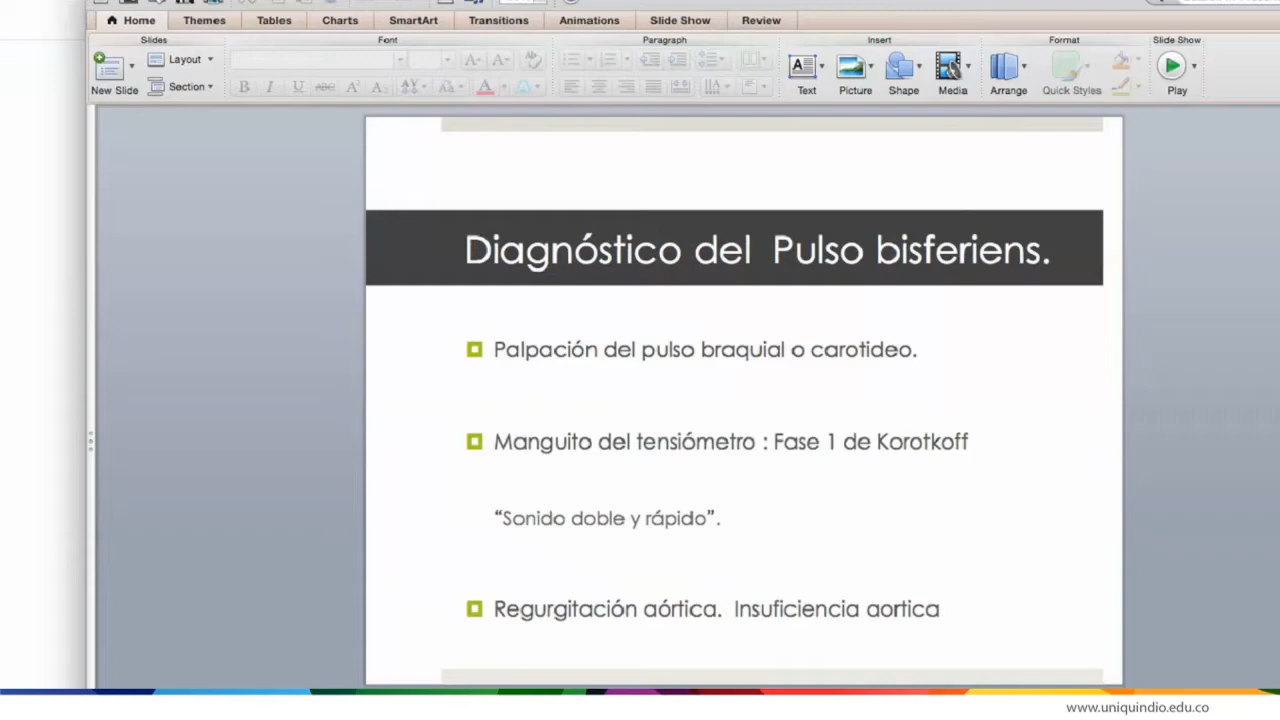 Home Themes Tables Charts SmartArt Transitions Animations Slide Show Review
Slides Font Paragraph Insert Format Slide Show
Layout
Section
New Slide Text Picture Shape Media Arrange Quick Styles Play
Diagnóstico del Pulso bisferiens.
Palpación del pulso braquial o carotideo.
Manguito del tensiómetro : Fase 1 de Korotkoff
“Sonido doble y rápido”.
Regurgitación aórtica. Insuficiencia aortica
www.uniquindio.edu.co